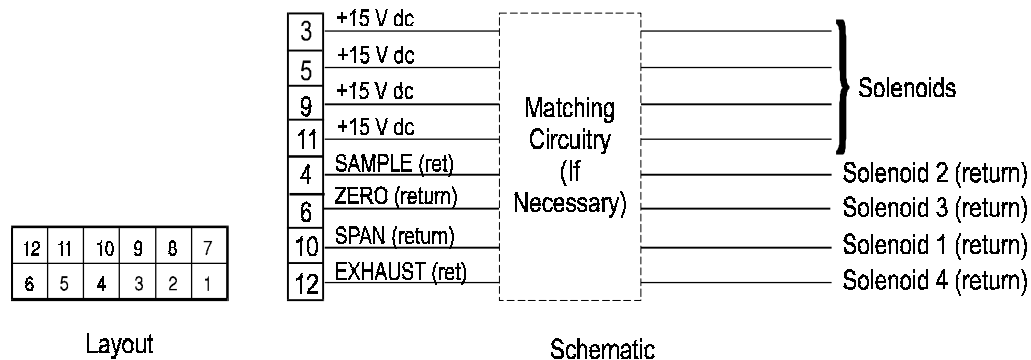 3 +15 V dc
5 +15 V dc
9 +15 V dc
11 +15 V dc
Solenoids
4 SAMPLE (ret) Solenoid 2 (return)
6 ZERO (return) Solenoid 3 (return)
10 SPAN (return) Solenoid 1 (return)
12 EXHAUST (ret) Solenoid 4 (return)
Matching
Circuitry
(If
Necessary)
12 11 10 9 8 7
6 5 4 3 2 1
Layout
Schematic